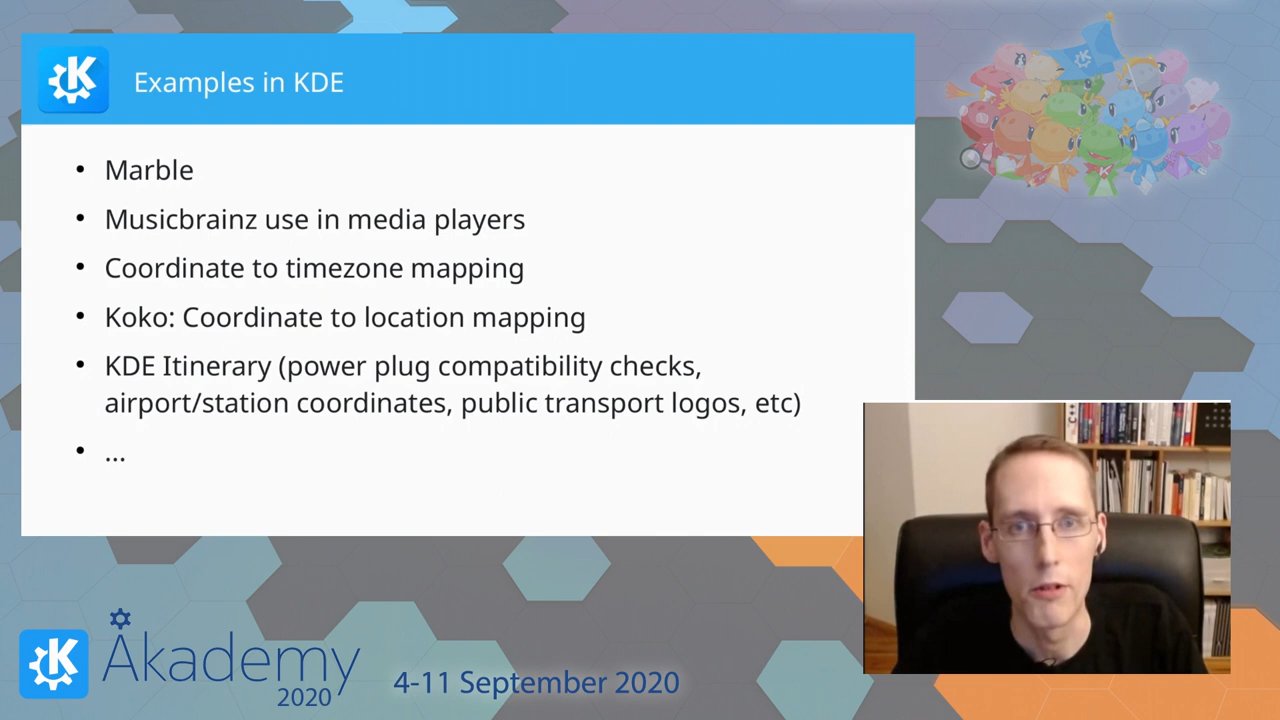 Examples in KDE
• Marble
• Musicbrainz use in media players
• Coordinate to timezone mapping
• Koko: Coordinate to location mapping
• KDE Itinerary (power plug compatibility checks,
airport/station coordinates, public transport logos, etc)
• ...
Akademy
2020
4-11 September 2020